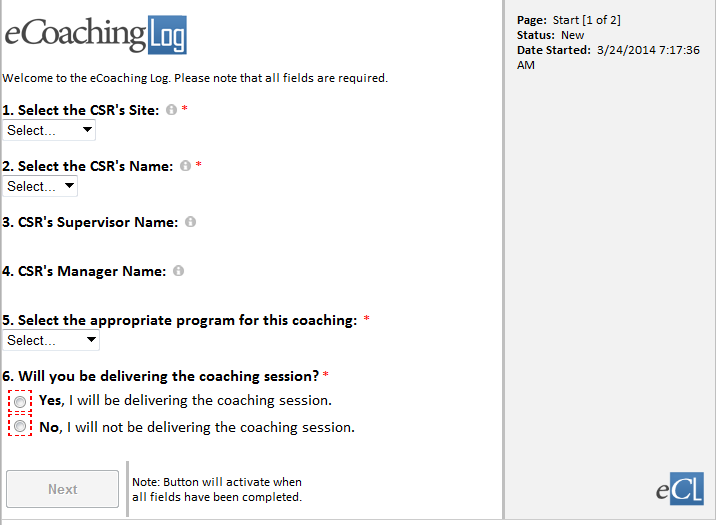 eCoachingLog
Welcome to the eCoaching Log. Please note that all fields are required.
1. Select the CSR's Site: i *
Select...
2. Select the CSR's Name: i *
Select...
3. CSR's Supervisor Name: i
4. CSR's Manager Name: i
5. Select the appropriate program for this coaching: *
Select...
6. Will you be delivering the coaching session? *
Yes, I will be delivering the coaching session.
No, I will not be delivering the coaching session.
Next
Note: Button will activate when
all fields have been completed.
Page: Start [1 of 2]
Status: New
Date Started: 3/24/2014 7:17:36
AM
eCL